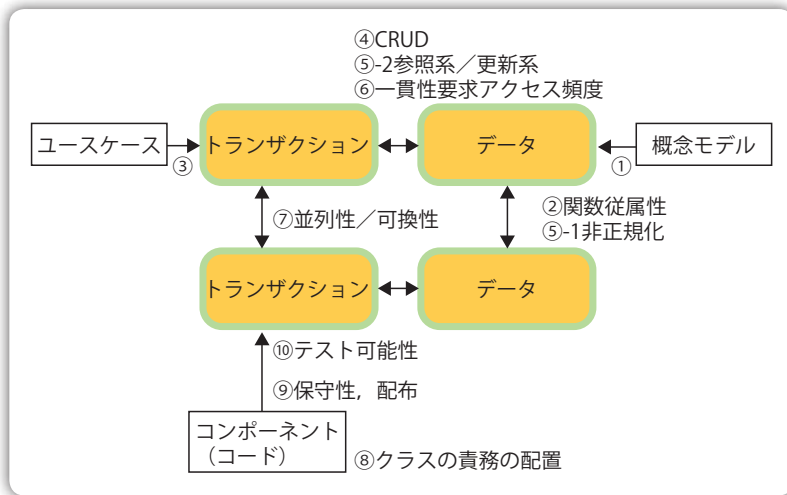 ④CRUD
⑤-2参照系／更新系
⑥一貫性要求アクセス頻度
ユースケース
③
トランザクション
データ
①
概念モデル
⑦並列性／可換性
②関数従属性
⑤-1非正規化
トランザクション
データ
⑩テスト可能性
⑨保守性，配布
コンポーネント
（コード）
⑧クラスの責務の配置